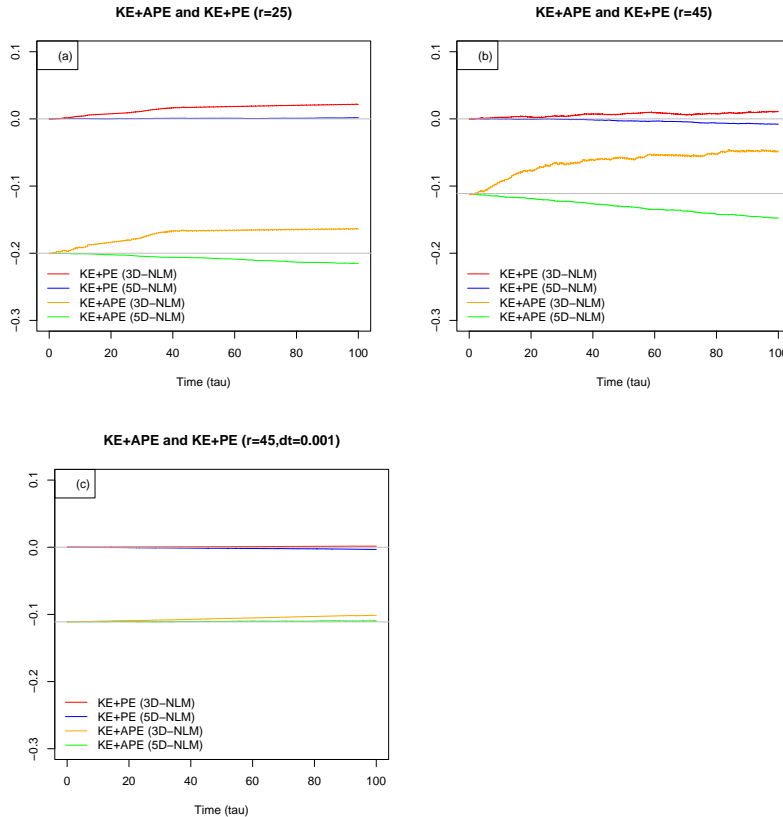 KE+APE and KE+PE (r=25)
(a)
0.1
0.0
−0.1
−0.2
−0.3
KE+PE (3D−NLM)
KE+PE (5D−NLM)
KE+APE (3D−NLM)
KE+APE (5D−NLM)
0 20 40 60 80 100
Time (tau)
KE+APE and KE+PE (r=45)
(b)
0.1
0.0
−0.1
−0.2
−0.3
KE+PE (3D−NLM)
KE+PE (5D−NLM)
KE+APE (3D−NLM)
KE+APE (5D−NLM)
0 20 40 60 80 100
Time (tau)
KE+APE and KE+PE (r=45,dt=0.001)
(c)
0.1
0.0
−0.1
−0.2
−0.3
KE+PE (3D−NLM)
KE+PE (5D−NLM)
KE+APE (3D−NLM)
KE+APE (5D−NLM)
0 20 40 60 80 100
Time (tau)